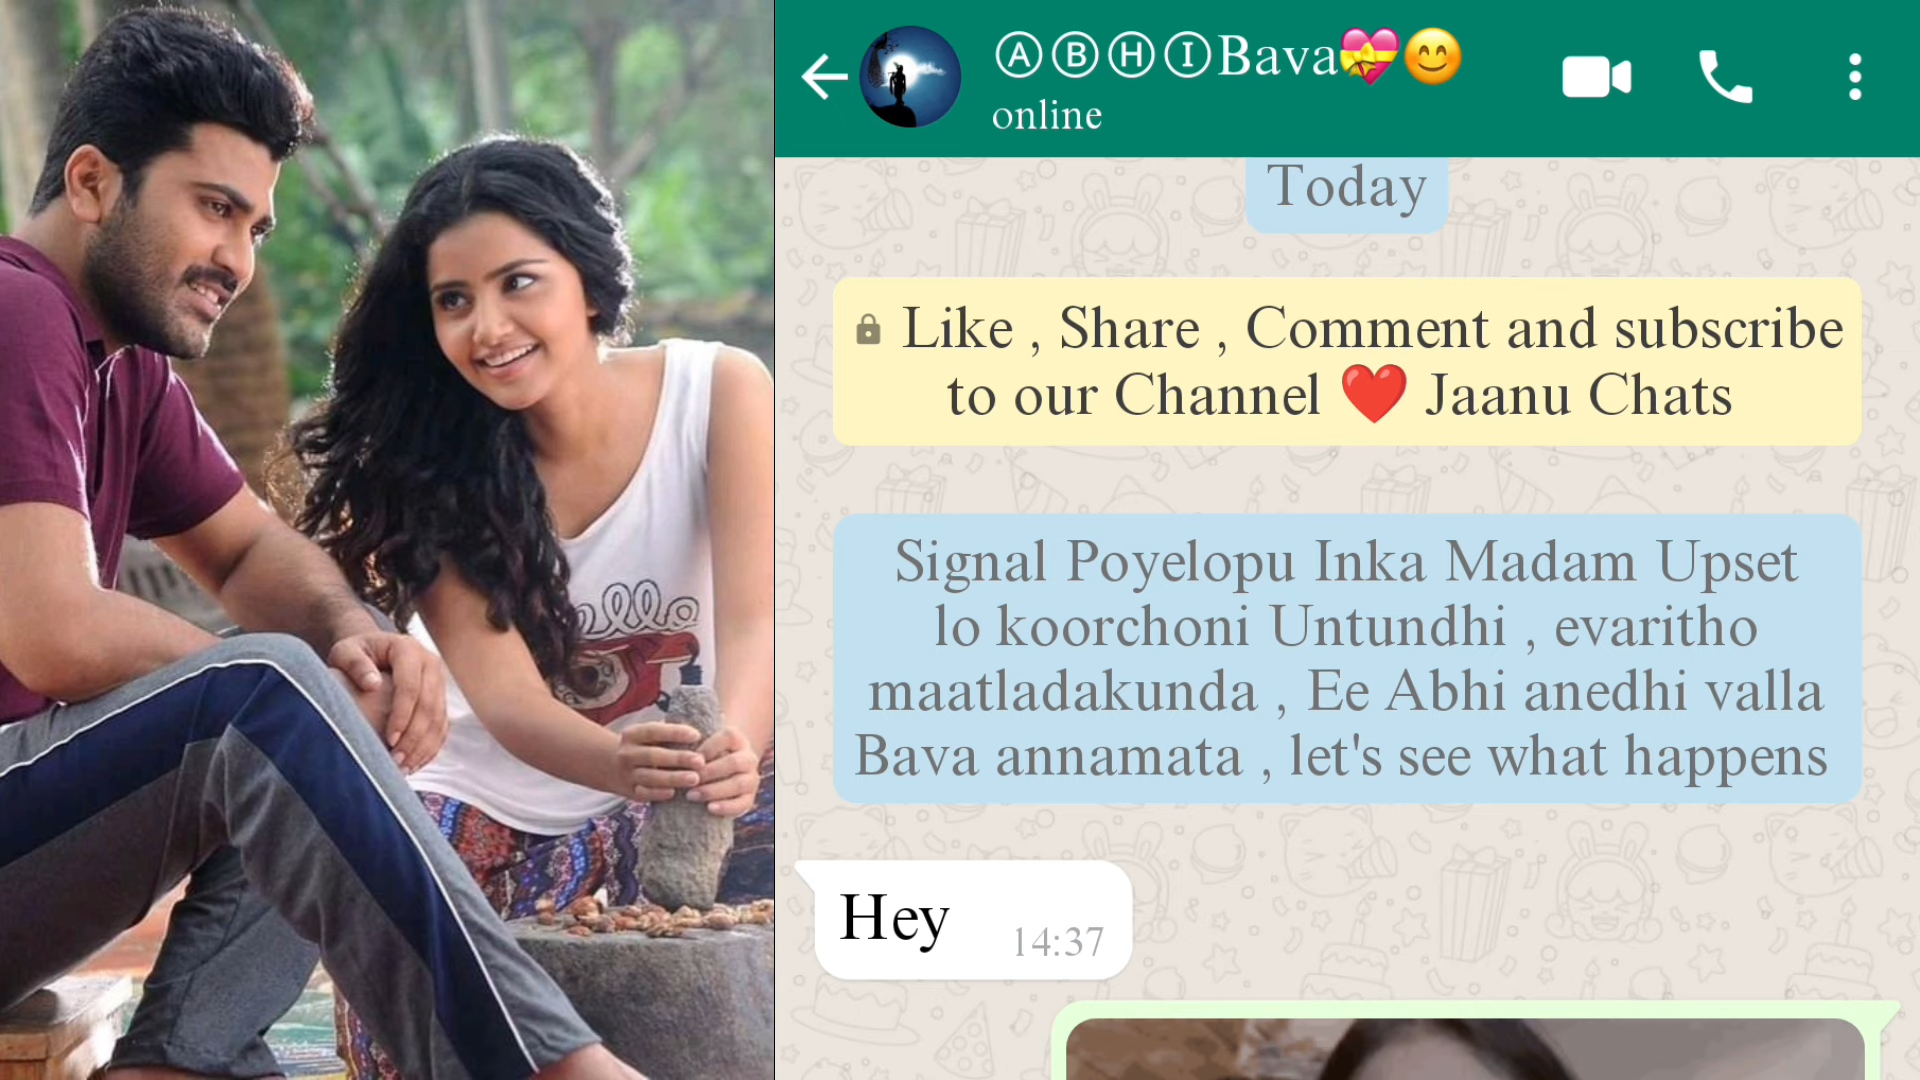 ⒶⒷⒽⒾBava💝😊
online
Today
Like , Share , Comment and subscribe
to our Channel ❤️ Jaanu Chats
Signal Poyelopu Inka Madam Upset
lo koorchoni Untundhi , evaritho
maatladakunda , Ee Abhi anedhi valla
Bava annamata , let's see what happens
Hey
14:37